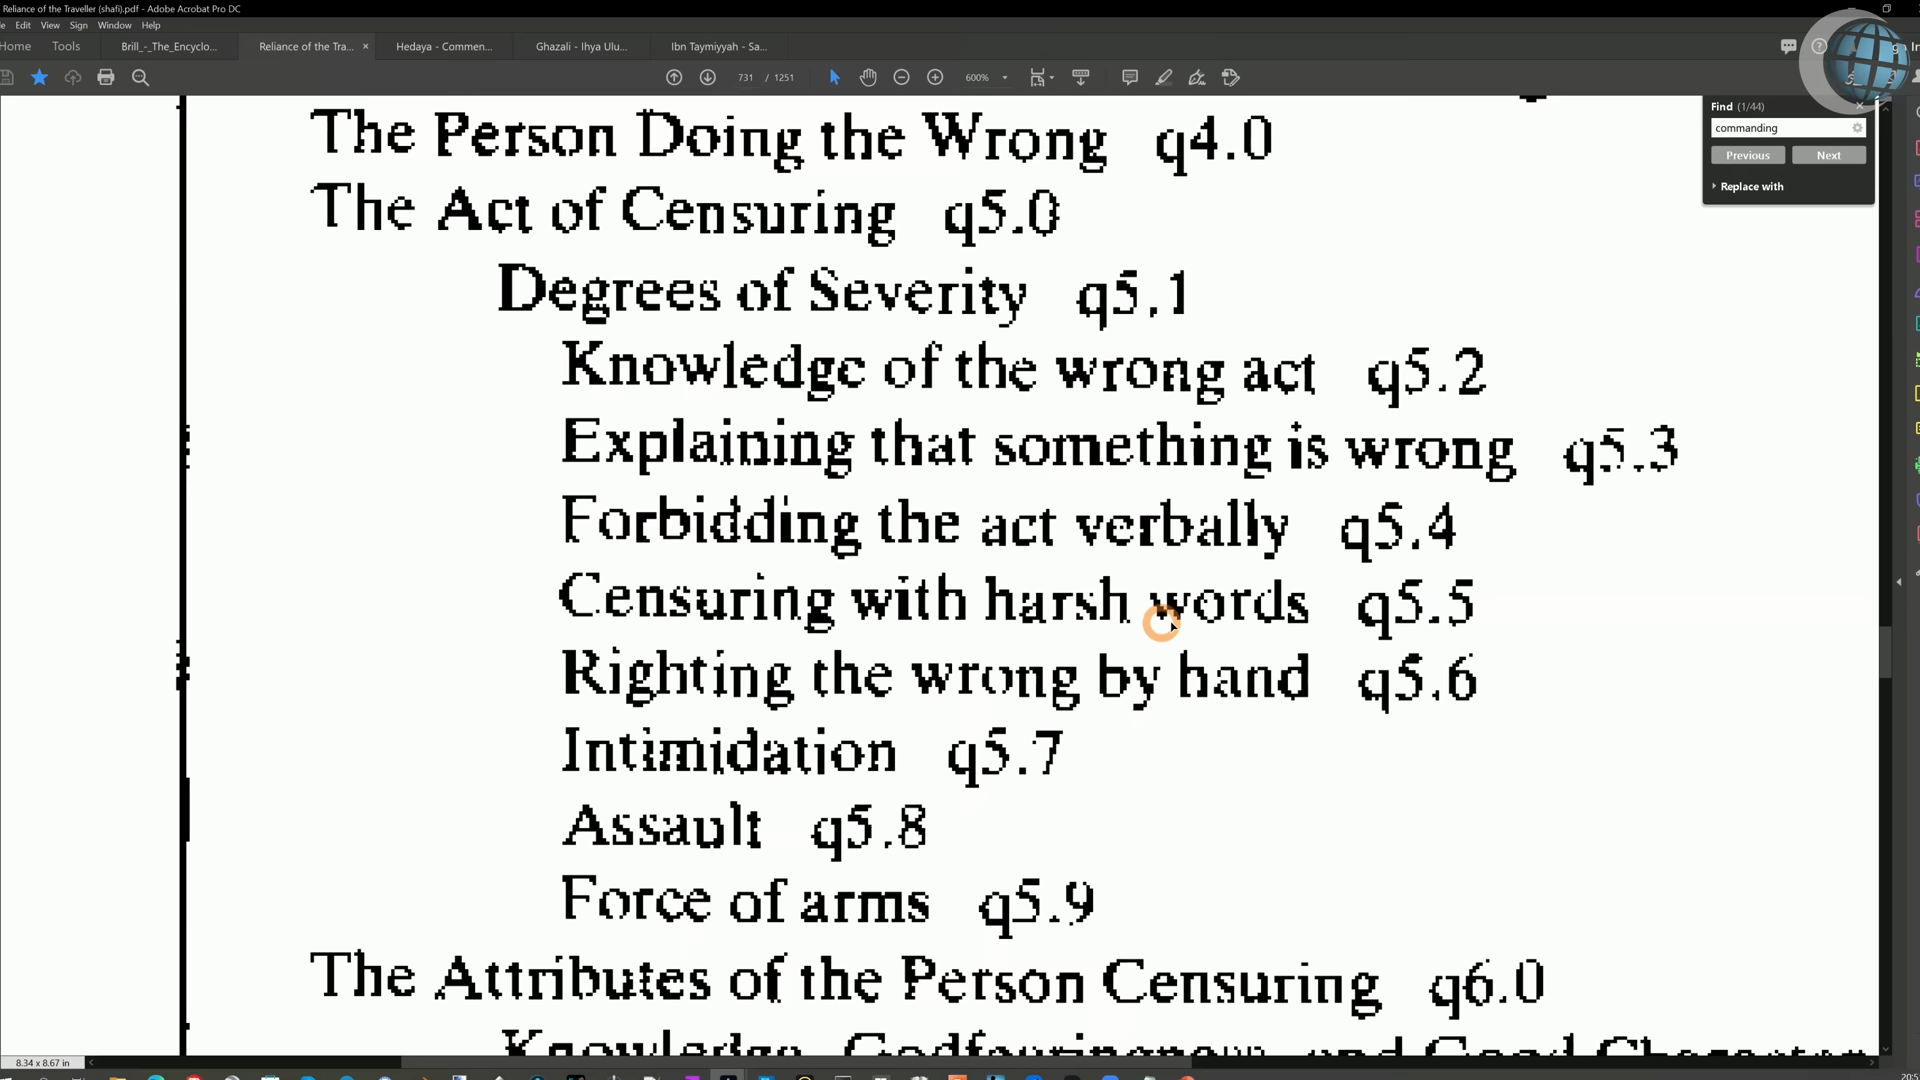 Reliance of the Traveller (shafi).pdf - Adobe Acrobat Pro DC
Edit View Sign Window Help
Home Tools Brill_-_The_Encyclo... Reliance of the Tra... × Hedaya - Commen... Ghazali - Ihya Ulu... Ibn Taymiyyah - Sa...
731 / 1251 600%
Find (1/44)
commanding
Previous Next
Replace with
The Person Doing the Wrong q4.0
The Act of Censuring q5.0
Degrees of Severity q5.1
Knowledge of the wrong act q5.2
Explaining that something is wrong q5.3
Forbidding the act verbally q5.4
Censuring with harsh words q5.5
Righting the wrong by hand q5.6
Intimidation q5.7
Assault q5.8
Force of arms q5.9
The Attributes of the Person Censuring q6.0
Knowledge, Godfearingness, and Good Character
8.34 x 8.67 in